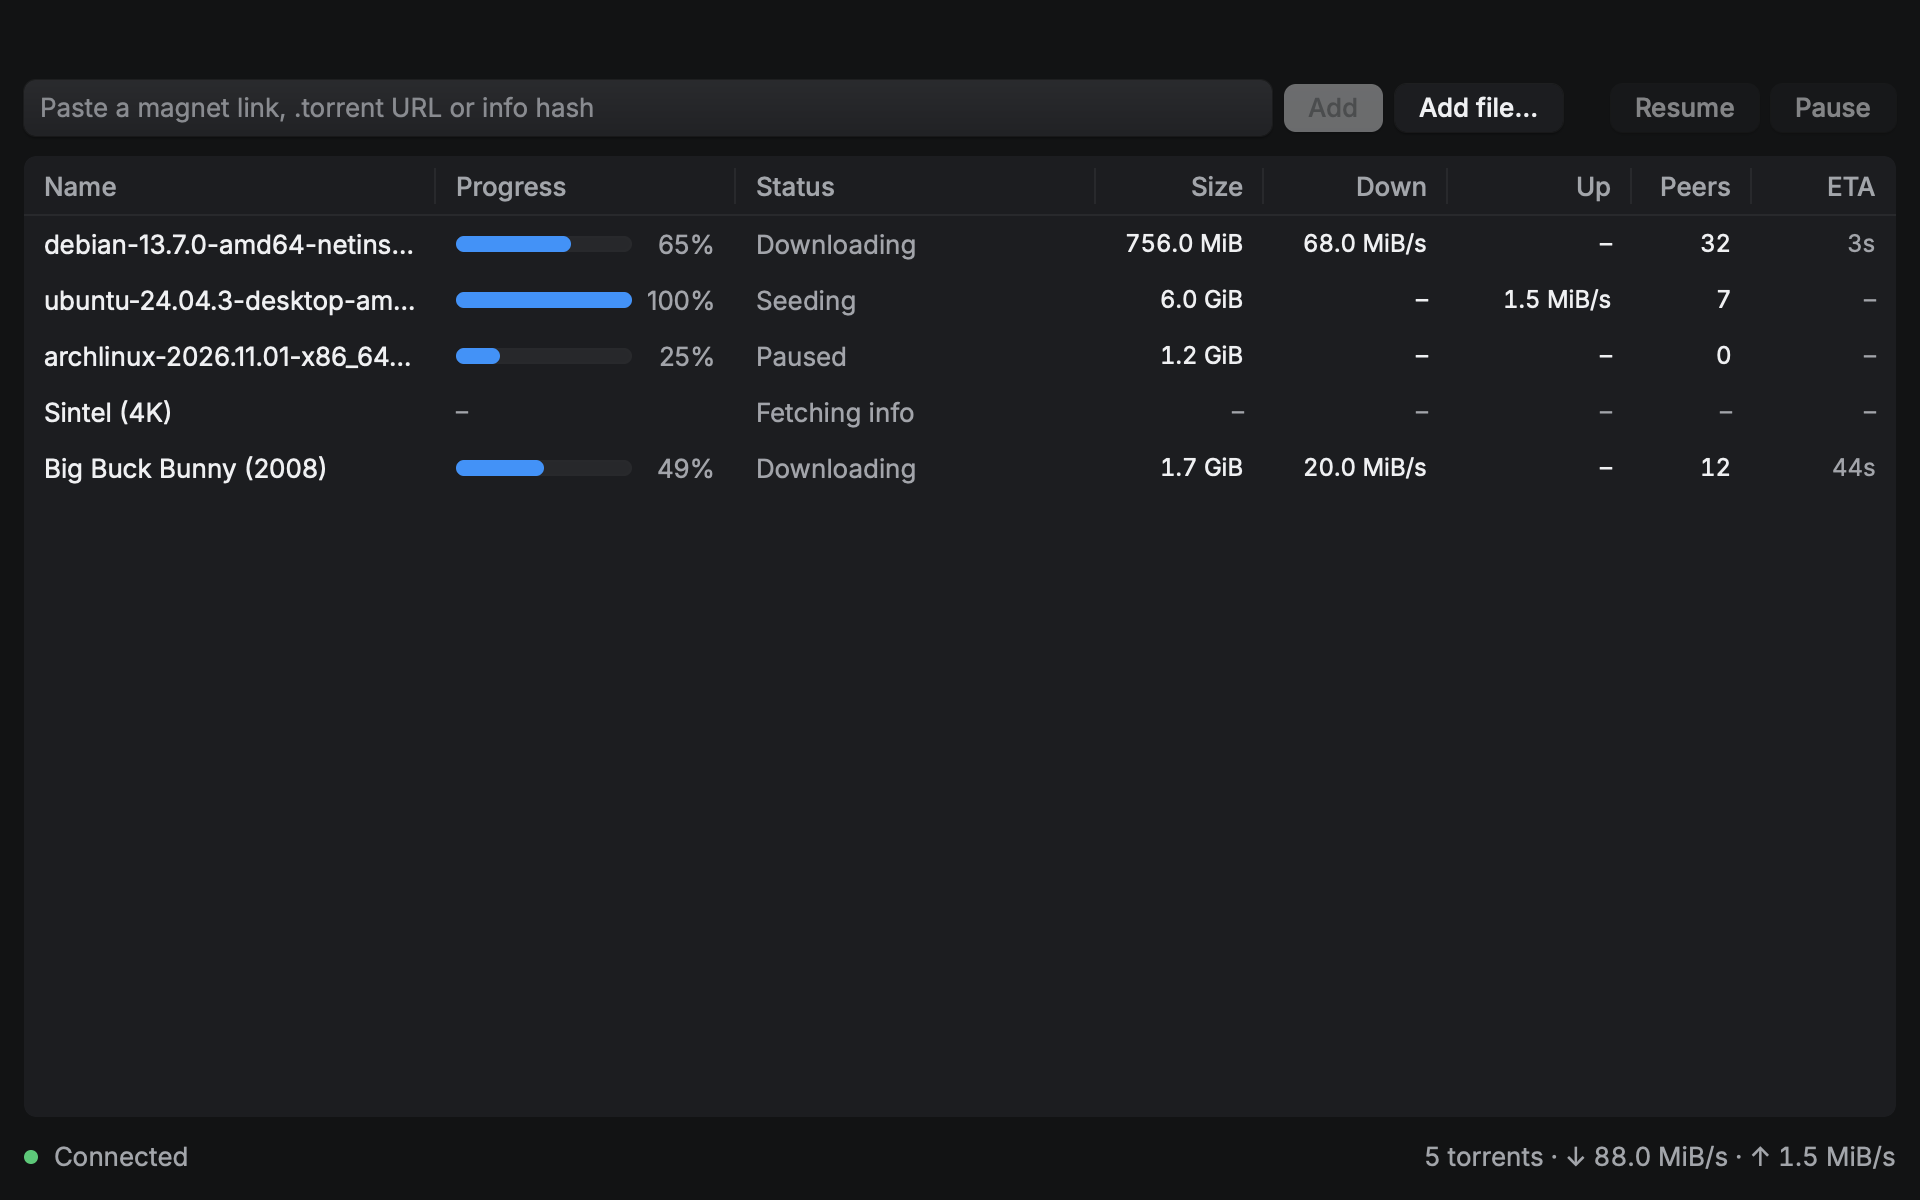 Paste a magnet link, .torrent URL or info hash Add Add file... Resume Pause
Name Progress Status Size Down Up Peers ETA
debian-13.7.0-amd64-netins... 65% Downloading 756.0 MiB 68.0 MiB/s – 32 3s
ubuntu-24.04.3-desktop-am... 100% Seeding 6.0 GiB – 1.5 MiB/s 7 –
archlinux-2026.11.01-x86_64... 25% Paused 1.2 GiB – – 0 –
Sintel (4K) – Fetching info – – – – –
Big Buck Bunny (2008) 49% Downloading 1.7 GiB 20.0 MiB/s – 12 44s
Connected 5 torrents · ↓ 88.0 MiB/s · ↑ 1.5 MiB/s